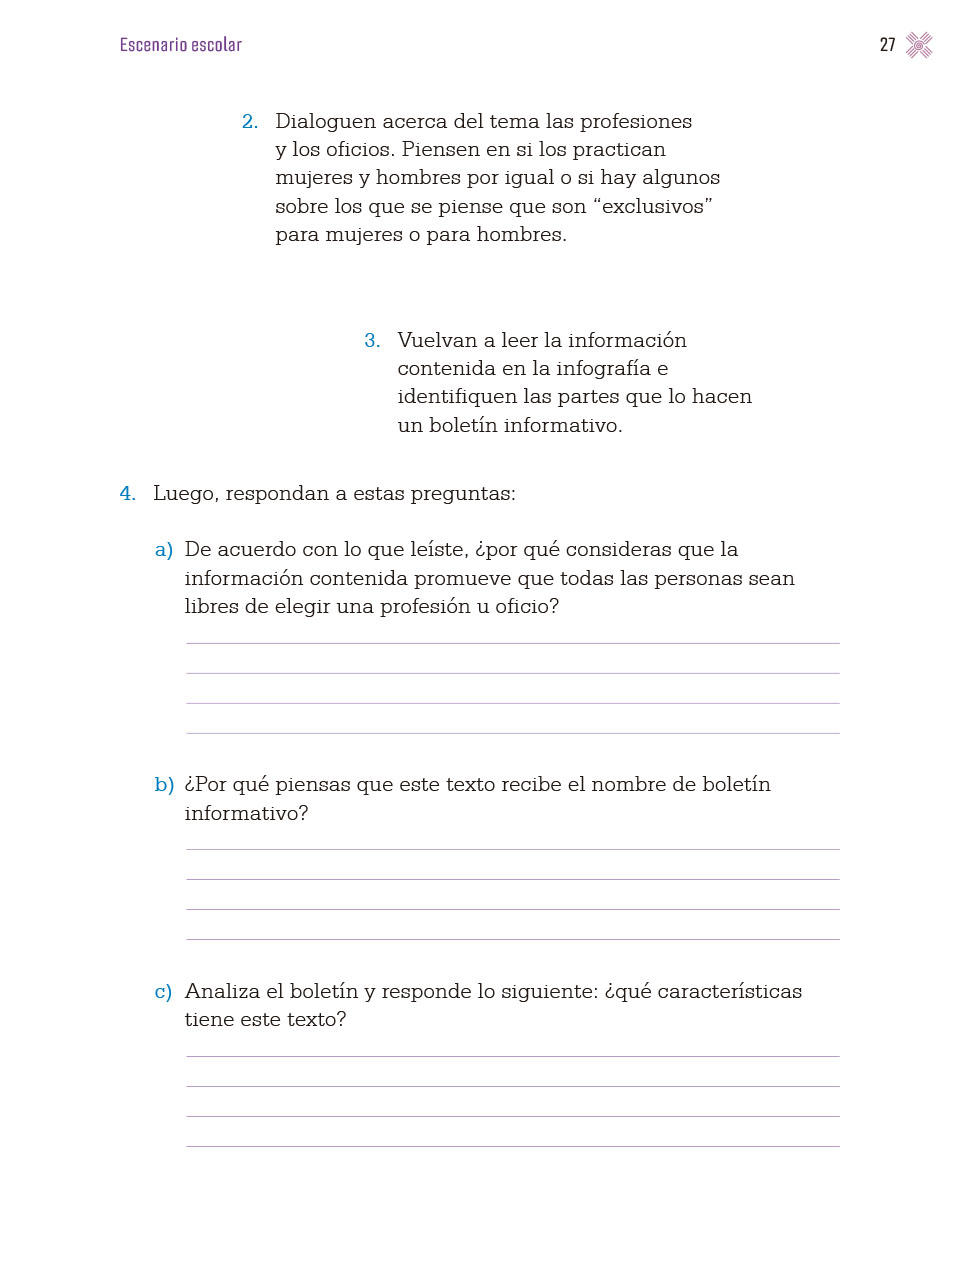 Escenario escolar
27
2. Dialoguen acerca del tema las profesiones
y los oficios. Piensen en si los practican
mujeres y hombres por igual o si hay algunos
sobre los que se piense que son “exclusivos”
para mujeres o para hombres.
3. Vuelvan a leer la información
contenida en la infografía e
identifiquen las partes que lo hacen
un boletín informativo.
4. Luego, respondan a estas preguntas:
a) De acuerdo con lo que leíste, ¿por qué consideras que la
información contenida promueve que todas las personas sean
libres de elegir una profesión u oficio?
b) ¿Por qué piensas que este texto recibe el nombre de boletín
informativo?
c) Analiza el boletín y responde lo siguiente: ¿qué características
tiene este texto?